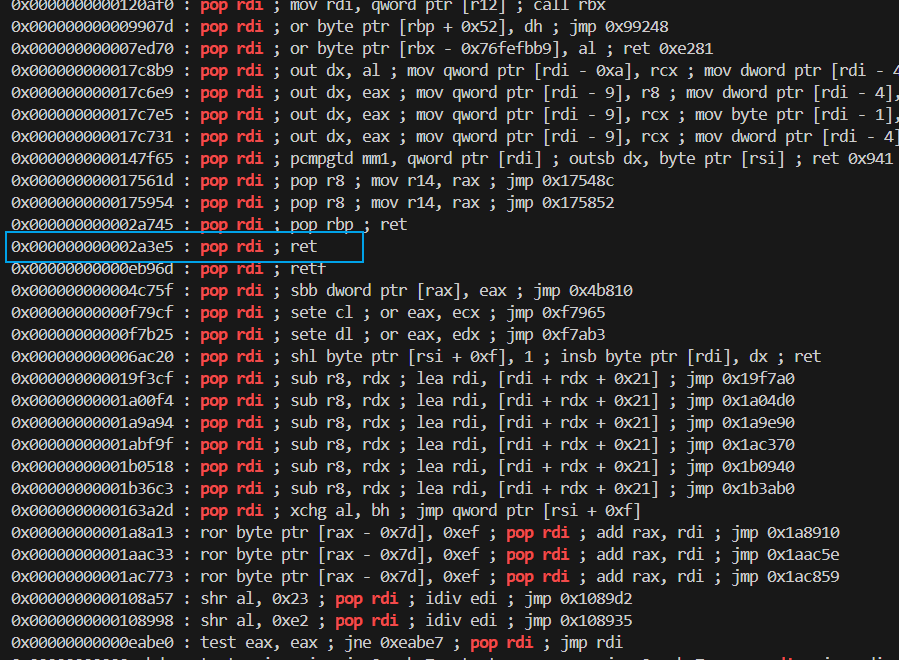 0x0000000000120af0 : pop rdi ; mov rdi, qword ptr [r12] ; call rbx
0x000000000009907d : pop rdi ; or byte ptr [rbp + 0x52], dh ; jmp 0x99248
0x000000000007ed70 : pop rdi ; or byte ptr [rbx - 0x76fefbb9], al ; ret 0xe281
0x000000000017c8b9 : pop rdi ; out dx, al ; mov qword ptr [rdi - 0xa], rcx ; mov dword ptr [rdi - 4
0x000000000017c6e9 : pop rdi ; out dx, eax ; mov qword ptr [rdi - 9], r8 ; mov dword ptr [rdi - 4],
0x000000000017c7e5 : pop rdi ; out dx, eax ; mov qword ptr [rdi - 9], rcx ; mov byte ptr [rdi - 1],
0x000000000017c731 : pop rdi ; out dx, eax ; mov qword ptr [rdi - 9], rcx ; mov dword ptr [rdi - 4]
0x0000000000147f65 : pop rdi ; pcmpgtd mm1, qword ptr [rdi] ; outsb dx, byte ptr [rsi] ; ret 0x941
0x000000000017561d : pop rdi ; pop r8 ; mov r14, rax ; jmp 0x17548c
0x0000000000175954 : pop rdi ; pop r8 ; mov r14, rax ; jmp 0x175852
0x000000000002a745 : pop rdi ; pop rbp ; ret
0x000000000002a3e5 : pop rdi ; ret
0x00000000000eb96d : pop rdi ; retf
0x000000000004c75f : pop rdi ; sbb dword ptr [rax], eax ; jmp 0x4b810
0x00000000000f79cf : pop rdi ; sete cl ; or eax, ecx ; jmp 0xf7965
0x00000000000f7b25 : pop rdi ; sete dl ; or eax, edx ; jmp 0xf7ab3
0x000000000006ac20 : pop rdi ; shl byte ptr [rsi + 0xf], 1 ; insb byte ptr [rdi], dx ; ret
0x000000000019f3cf : pop rdi ; sub r8, rdx ; lea rdi, [rdi + rdx + 0x21] ; jmp 0x19f7a0
0x00000000001a00f4 : pop rdi ; sub r8, rdx ; lea rdi, [rdi + rdx + 0x21] ; jmp 0x1a04d0
0x00000000001a9a94 : pop rdi ; sub r8, rdx ; lea rdi, [rdi + rdx + 0x21] ; jmp 0x1a9e90
0x00000000001abf9f : pop rdi ; sub r8, rdx ; lea rdi, [rdi + rdx + 0x21] ; jmp 0x1ac370
0x00000000001b0518 : pop rdi ; sub r8, rdx ; lea rdi, [rdi + rdx + 0x21] ; jmp 0x1b0940
0x00000000001b36c3 : pop rdi ; sub r8, rdx ; lea rdi, [rdi + rdx + 0x21] ; jmp 0x1b3ab0
0x0000000000163a2d : pop rdi ; xchg al, bh ; jmp qword ptr [rsi + 0xf]
0x00000000001a8a13 : ror byte ptr [rax - 0x7d], 0xef ; pop rdi ; add rax, rdi ; jmp 0x1a8910
0x00000000001aac33 : ror byte ptr [rax - 0x7d], 0xef ; pop rdi ; add rax, rdi ; jmp 0x1aac5e
0x00000000001ac773 : ror byte ptr [rax - 0x7d], 0xef ; pop rdi ; add rax, rdi ; jmp 0x1ac859
0x0000000000108a57 : shr al, 0x23 ; pop rdi ; idiv edi ; jmp 0x1089d2
0x0000000000108998 : shr al, 0xe2 ; pop rdi ; idiv edi ; jmp 0x108935
0x00000000000eabe0 : test eax, eax ; jne 0xeabe7 ; pop rdi ; jmp rdi